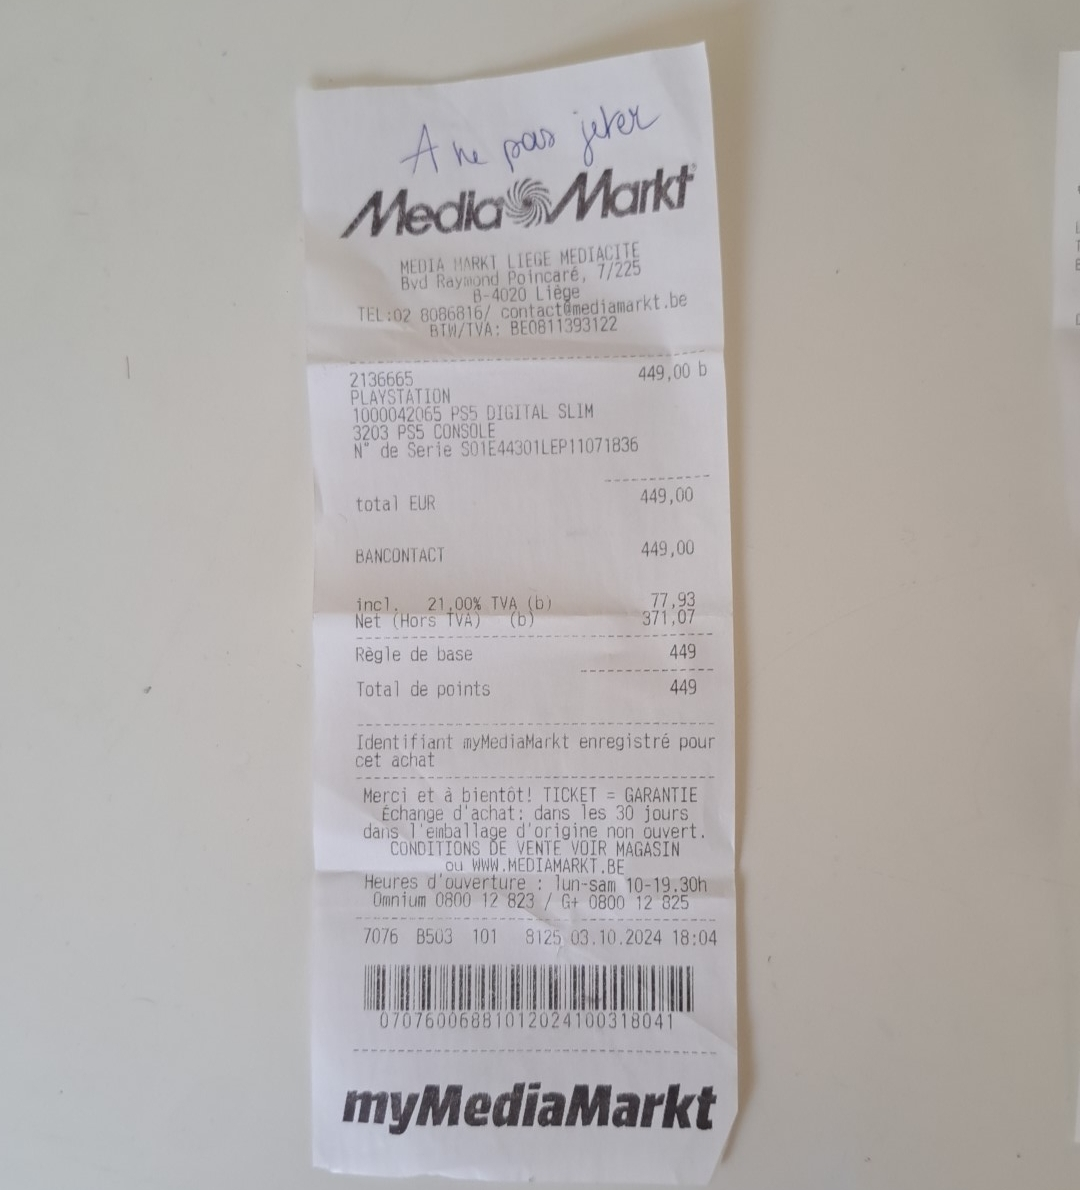 A ne pas jeter
Media Markt
MEDIA MARKT LIEGE MEDIACITE
Bvd Raymond Poincaré, 7/225
B-4020 Liège
TEL:02 8086816/ contact@mediamarkt.be
BTW/TVA: BE0811393122
2136665 449,00 b
PLAYSTATION
1000042065 PS5 DIGITAL SLIM
3203 PS5 CONSOLE
N° de Serie S01E44301LEP11071836
total EUR 449,00
BANCONTACT 449,00
incl. 21,00% TVA (b) 77,93
Net (Hors TVA) (b) 371,07
Règle de base 449
Total de points 449
Identifiant myMediaMarkt enregistré pour
cet achat
Merci et à bientôt! TICKET = GARANTIE
Échange d'achat: dans les 30 jours
dans l'emballage d'origine non ouvert.
CONDITIONS DE VENTE VOIR MAGASIN
ou WWW.MEDIAMARKT.BE
Heures d'ouverture : lun-sam 10-19.30h
Omnium 0800 12 823 / G+ 0800 12 825
7076 B503 101 8125 03.10.2024 18:04
07076006881012024100318041
myMediaMarkt